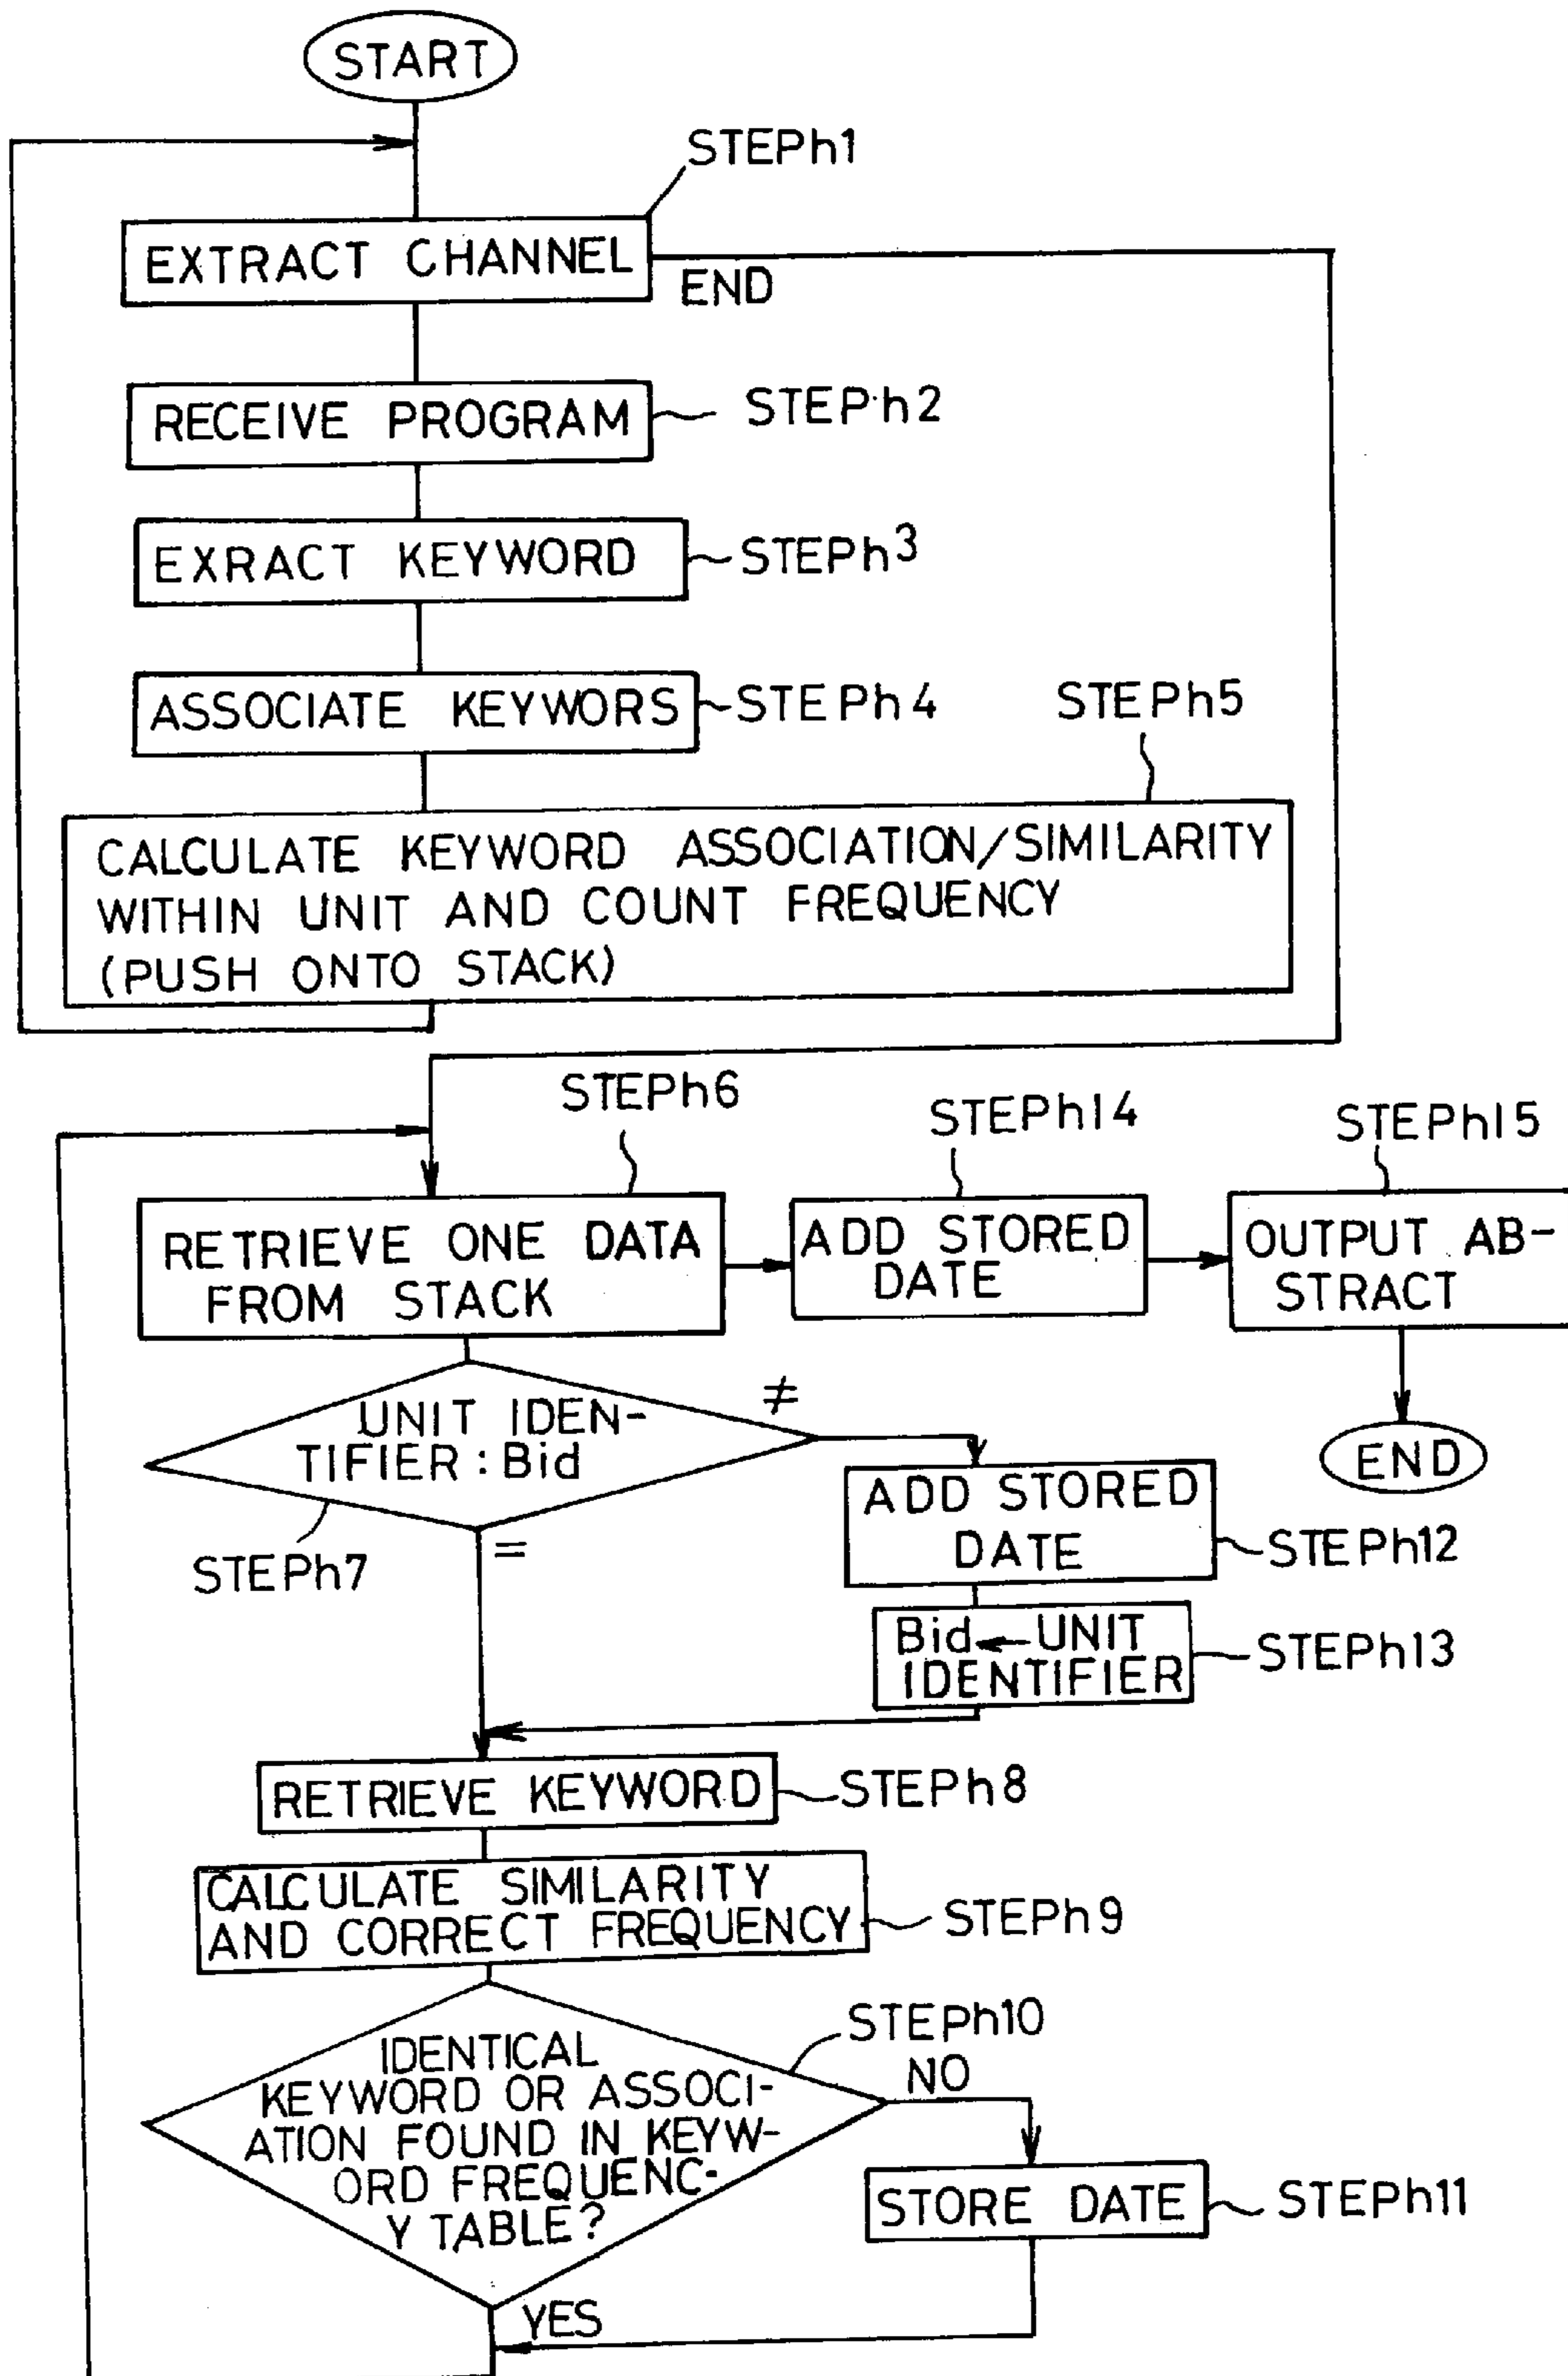 START
STEPh1
EXTRACT CHANNEL
END
RECEIVE PROGRAM
STEPh2
EXRACT KEYWORD
STEPh3
ASSOCIATE KEYWORS
STEPh4
STEPh5
CALCULATE KEYWORD ASSOCIATION/SIMILARITY
WITHIN UNIT AND COUNT FREQUENCY
(PUSH ONTO STACK)
STEPh6
STEPh14
STEPh15
RETRIEVE ONE DATA
FROM STACK
ADD STORED
DATE
OUTPUT AB-
STRACT
UNIT IDEN-
TIFIER : Bid
≠
=
STEPh7
END
ADD STORED
DATE
STEPh12
Bid ← UNIT
IDENTIFIER
STEPh13
RETRIEVE KEYWORD
STEPh8
CALCULATE SIMILARITY
AND CORRECT FREQUENCY
STEPh9
STEPh10
IDENTICAL
KEYWORD OR ASSOCI-
ATION FOUND IN KEYW-
ORD FREQUENC-
Y TABLE?
NO
STORE DATE
STEPh11
YES